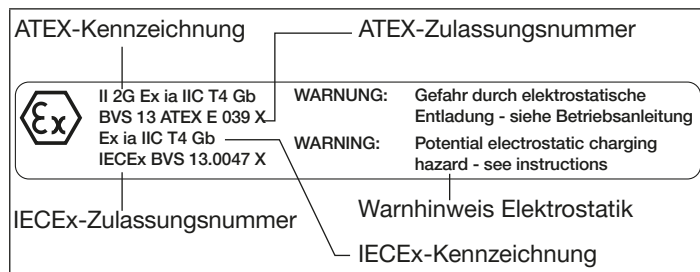 ATEX-Kennzeichnung
ATEX-Zulassungsnummer
Ex
II 2G Ex ia IIC T4 Gb
BVS 13 ATEX E 039 X
Ex ia IIC T4 Gb
IECEx BVS 13.0047 X
WARNUNG: Gefahr durch elektrostatische
Entladung - siehe Betriebsanleitung
WARNING: Potential electrostatic charging
hazard - see instructions
IECEx-Zulassungsnummer
Warnhinweis Elektrostatik
IECEx-Kennzeichnung